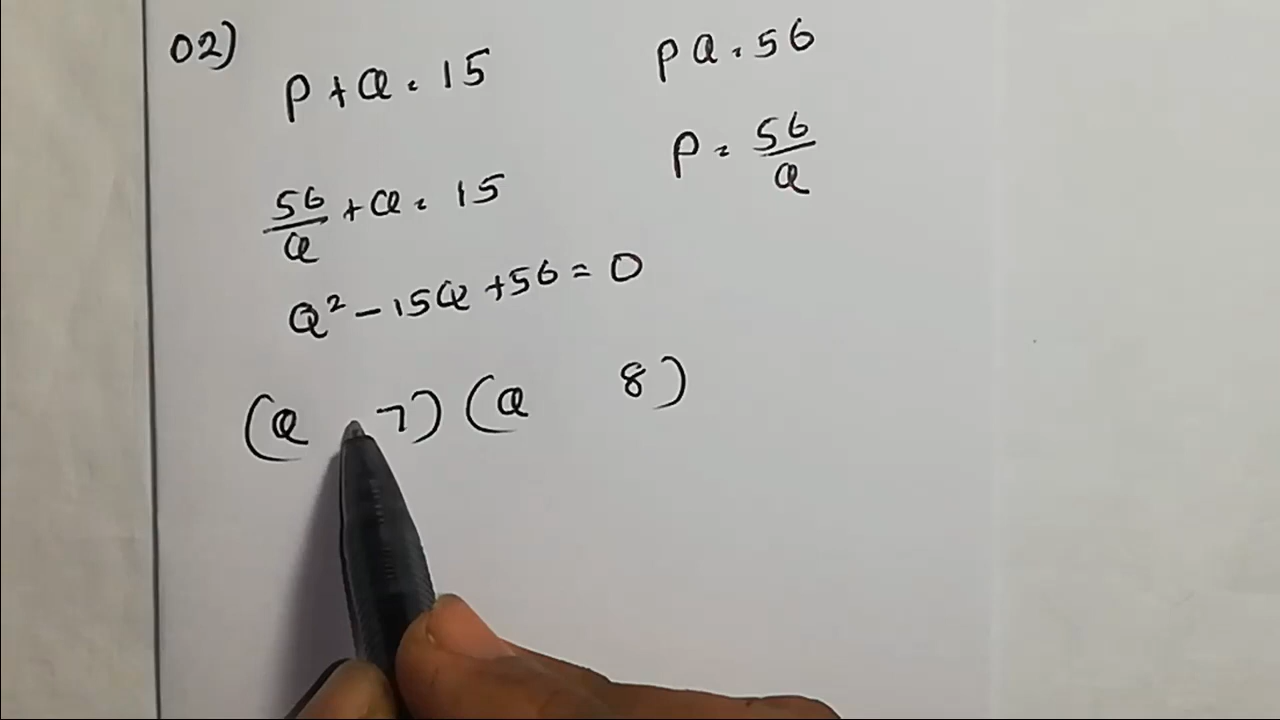 02)
P + Q = 15
PQ = 56
P = 56/Q
56/Q + Q = 15
Q² - 15Q + 56 = 0
(Q 7) (Q 8)